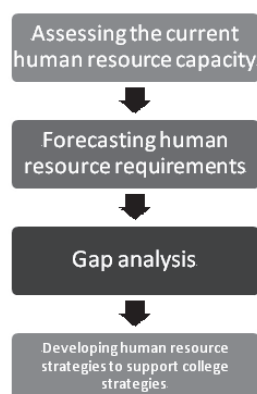 Assessing the current
human resource capacity
Forecasting human
resource requirements
Gap analysis
Developing human resource
strategies to support college
strategies